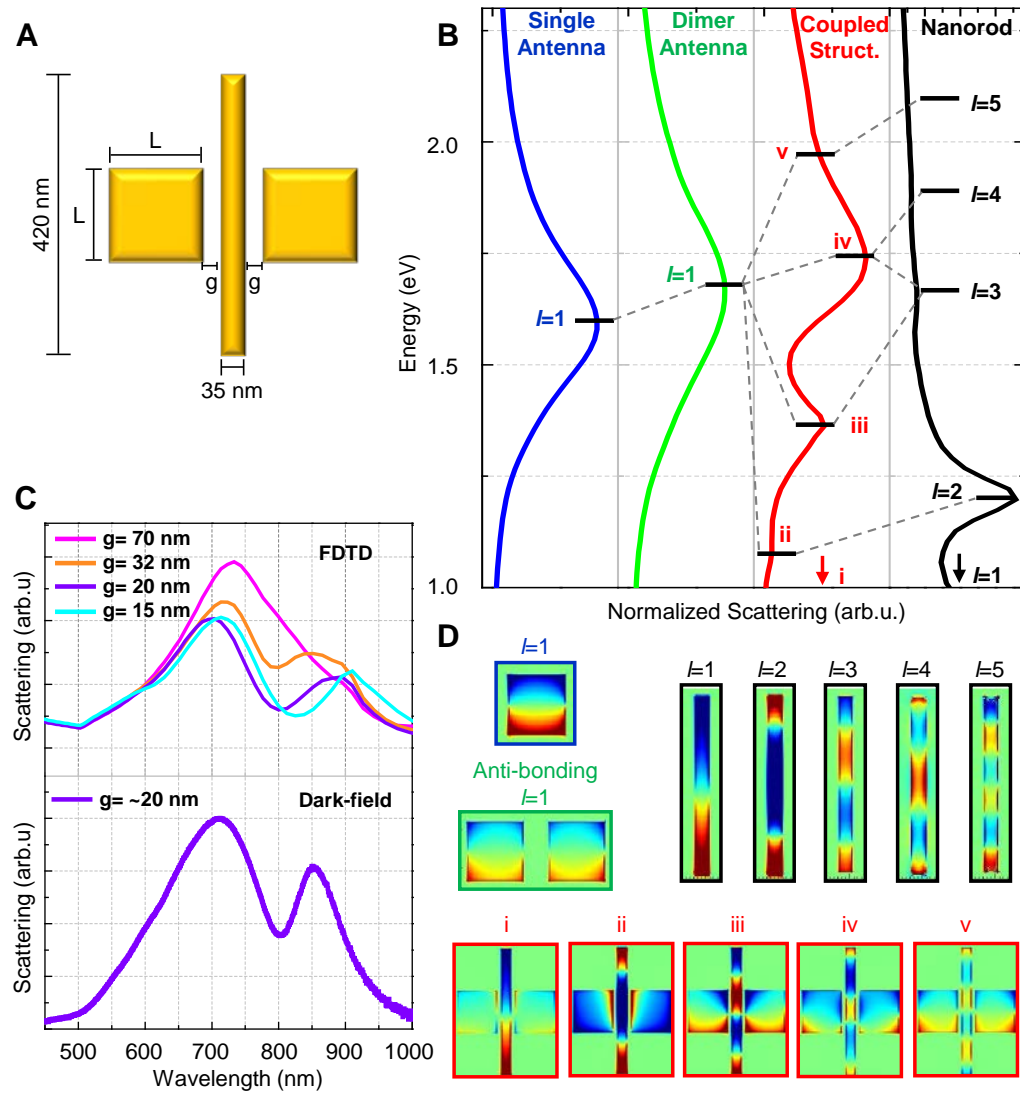 A
L
L
420 nm
g
g
35 nm
B
Single
Antenna
Dimer
Antenna
Coupled
Struct.
Nanorod
Energy (eV)
2.0
1.5
1.0
l=1
l=1
v
iv
iii
ii
i
l=5
l=4
l=3
l=2
l=1
Normalized Scattering (arb.u.)
C
g= 70 nm
g= 32 nm
g= 20 nm
g= 15 nm
FDTD
Scattering (arb.u)
g= ~20 nm
Dark-field
Scattering (arb.u)
500
600
700
800
900
1000
Wavelength (nm)
D
l=1
Anti-bonding
l=1
l=1
l=2
l=3
l=4
l=5
i
ii
iii
iv
v